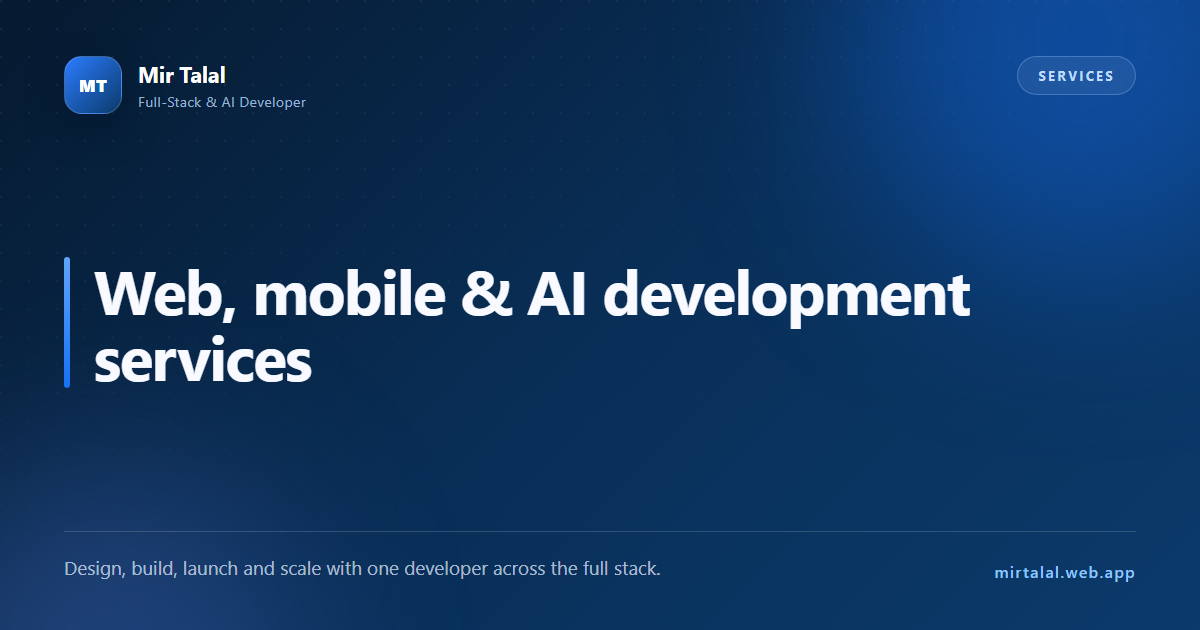 MT
Mir Talal
Full-Stack & AI Developer
SERVICES
Web, mobile & AI development
services
Design, build, launch and scale with one developer across the full stack.
mirtalal.web.app